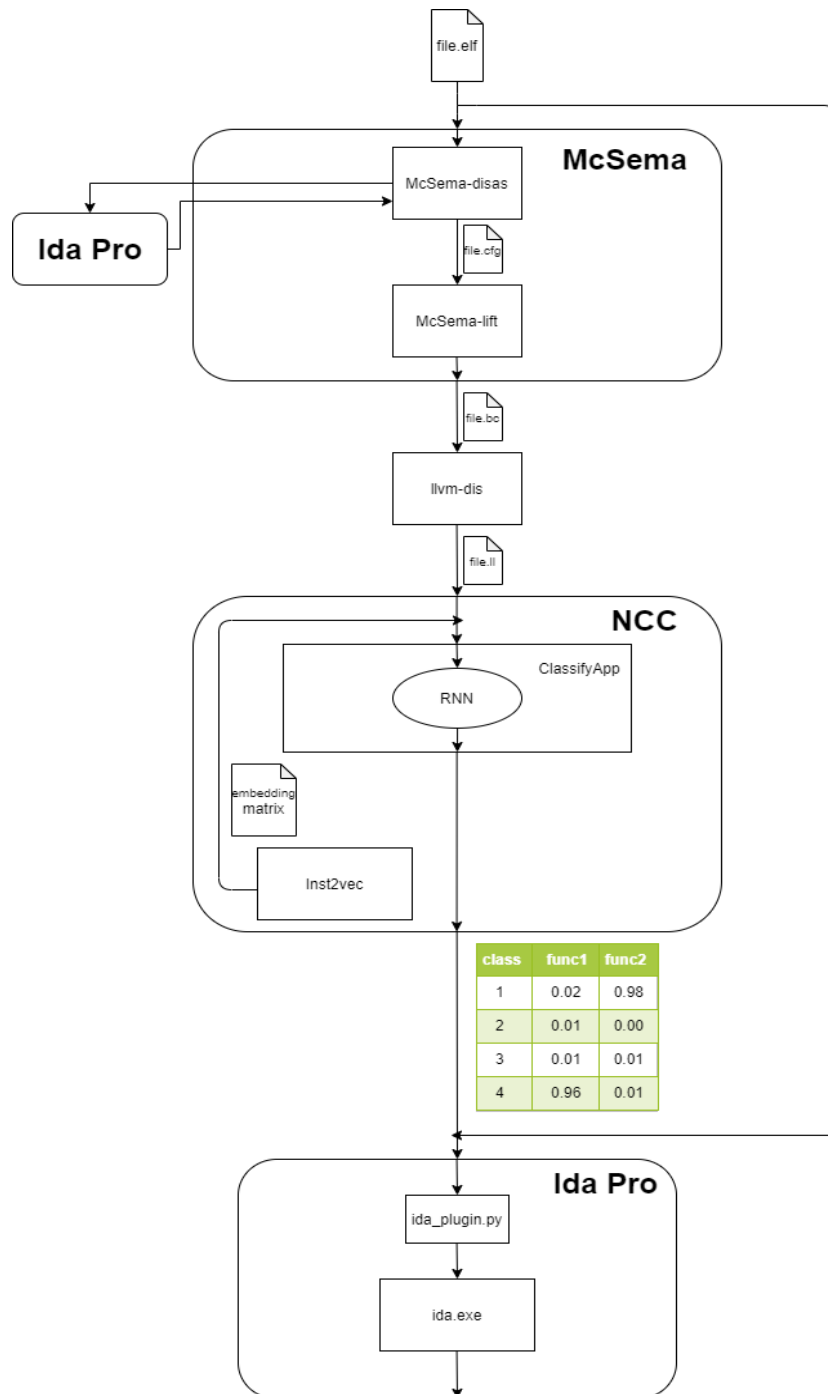 file.elf
McSema
McSema-disas
Ida Pro
file.cfg
McSema-lift
file.bc
llvm-dis
file.ll
NCC
ClassifyApp
RNN
embedding
matrix
Inst2vec
class func1 func2
1 0.02 0.98
2 0.01 0.00
3 0.01 0.01
4 0.96 0.01
Ida Pro
ida_plugin.py
ida.exe